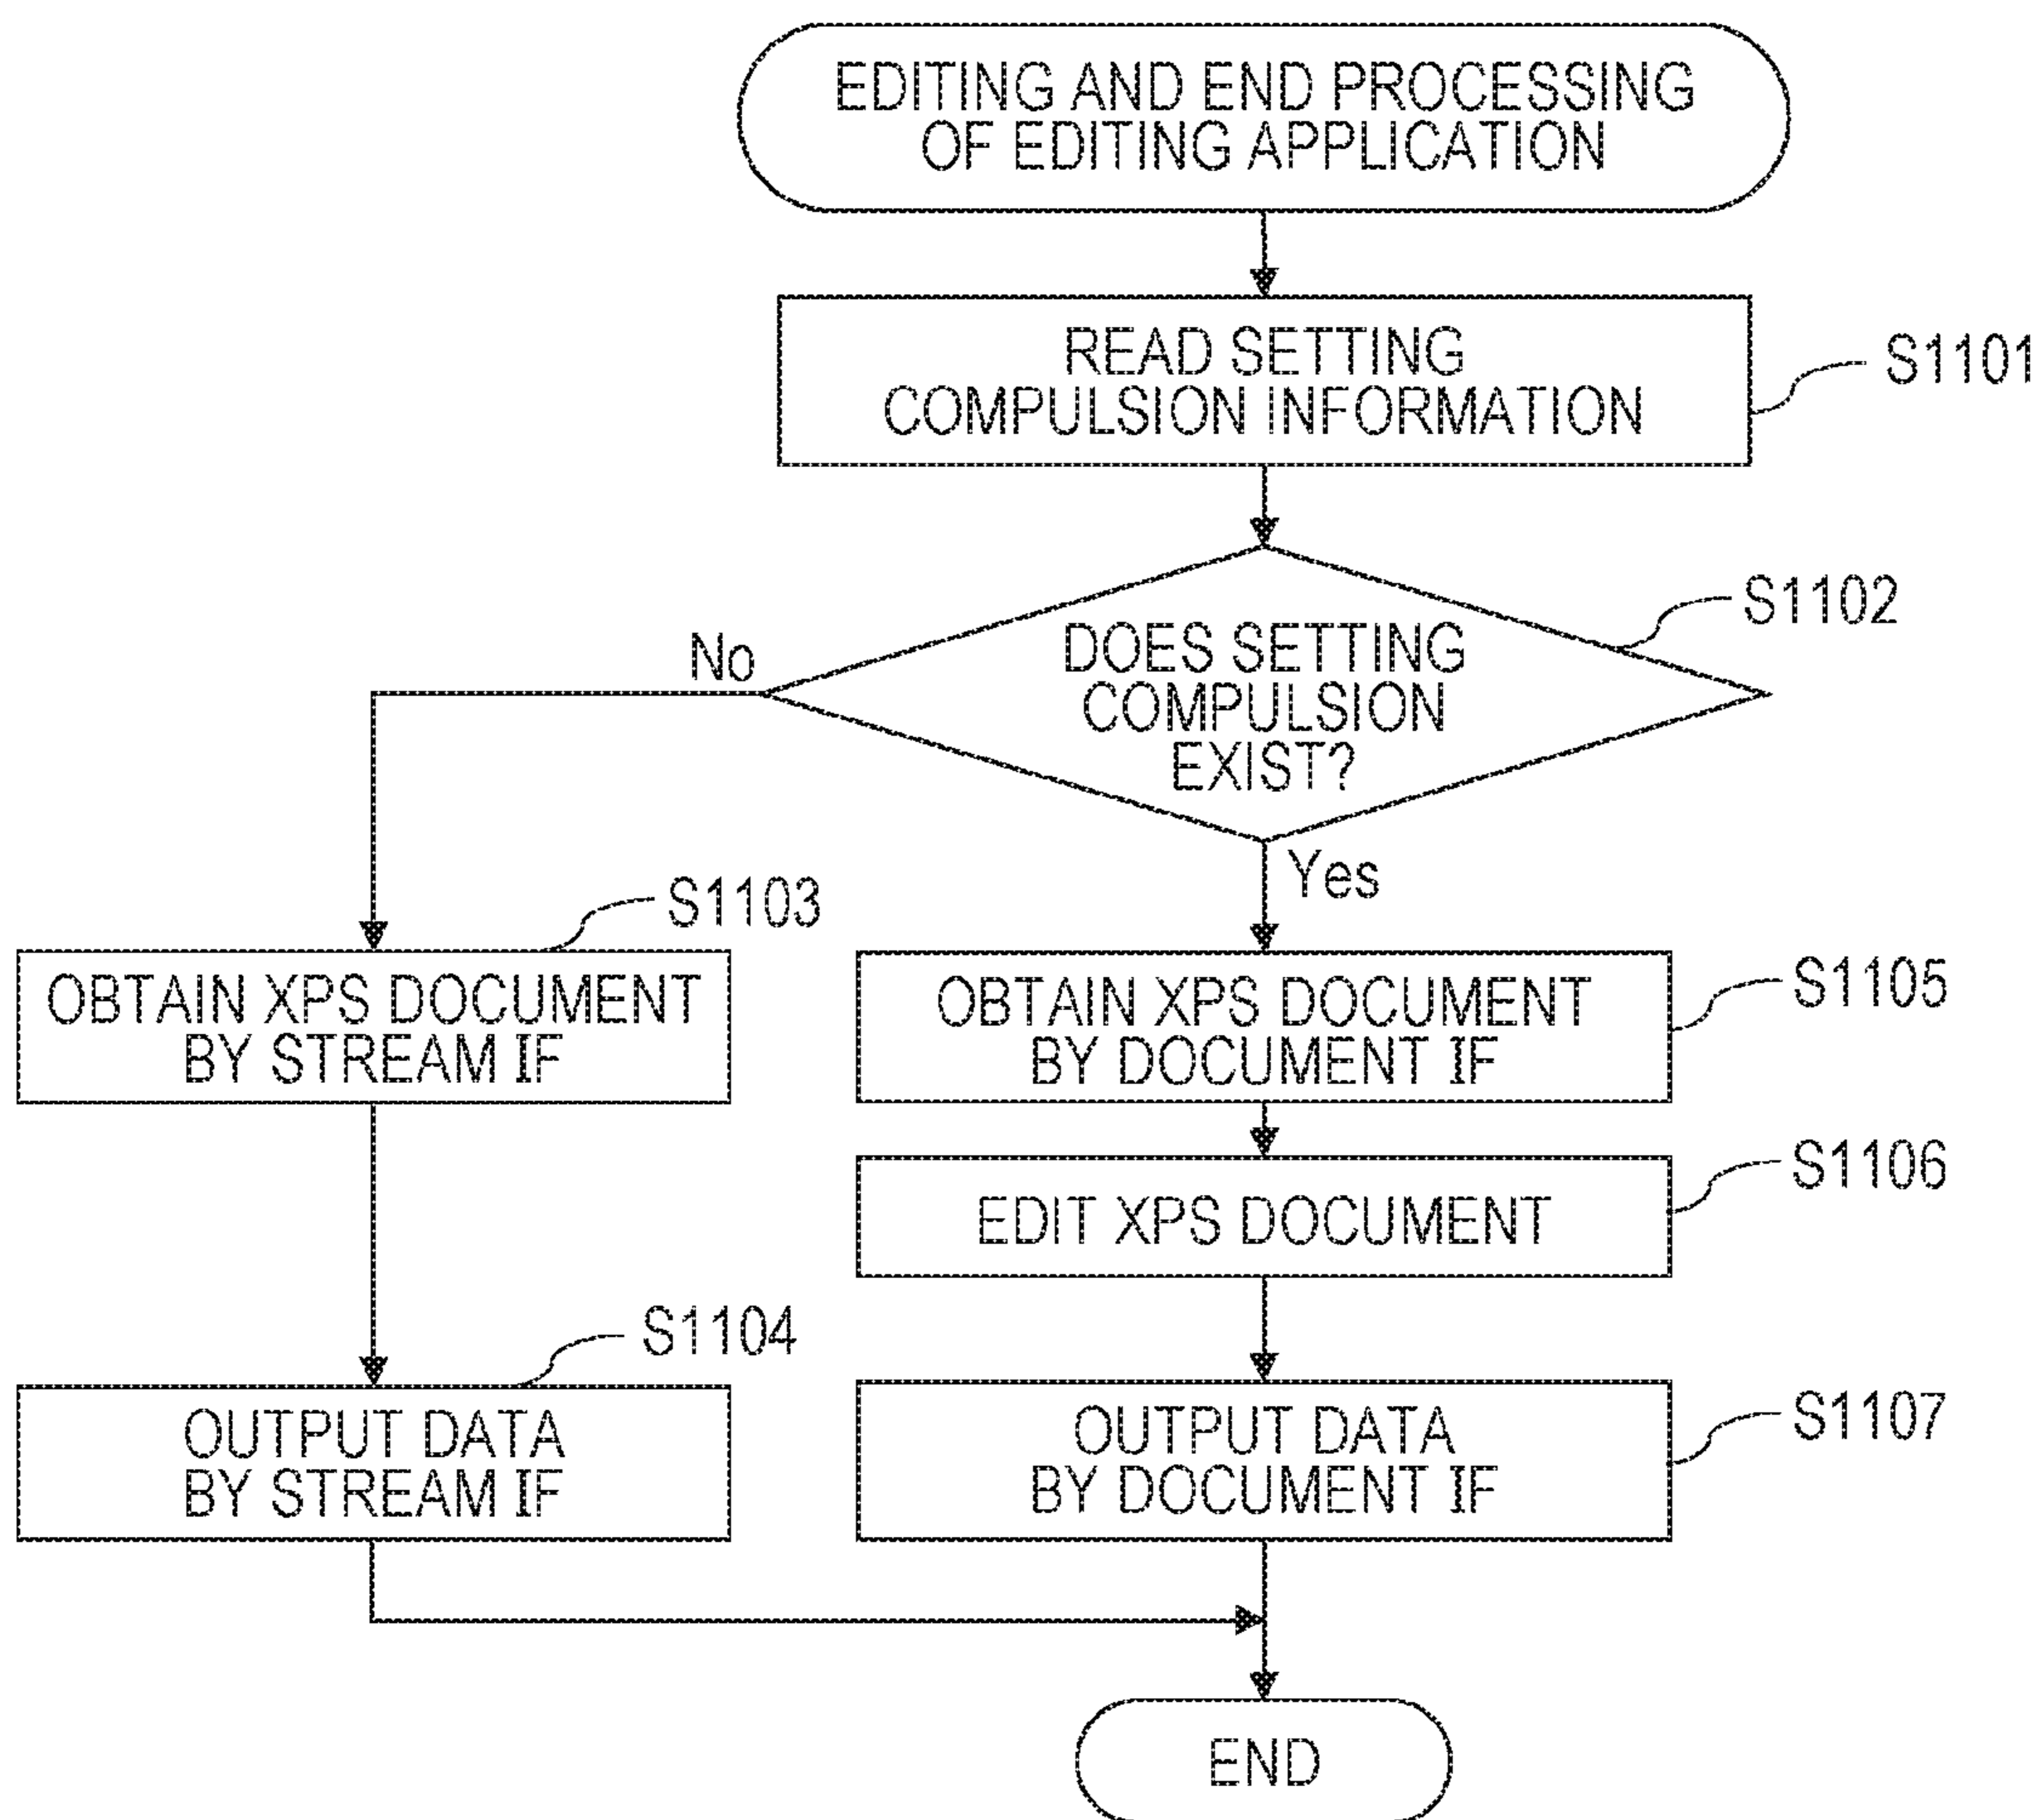 EDITING AND END PROCESSING
OF EDITING APPLICATION
READ SETTING
COMPULSION INFORMATION
S1101
DOES SETTING
COMPULSION
EXIST?
S1102
No
Yes
S1103
OBTAIN XPS DOCUMENT
BY STREAM IF
OBTAIN XPS DOCUMENT
BY DOCUMENT IF
S1105
EDIT XPS DOCUMENT
S1106
S1104
OUTPUT DATA
BY STREAM IF
OUTPUT DATA
BY DOCUMENT IF
S1107
END